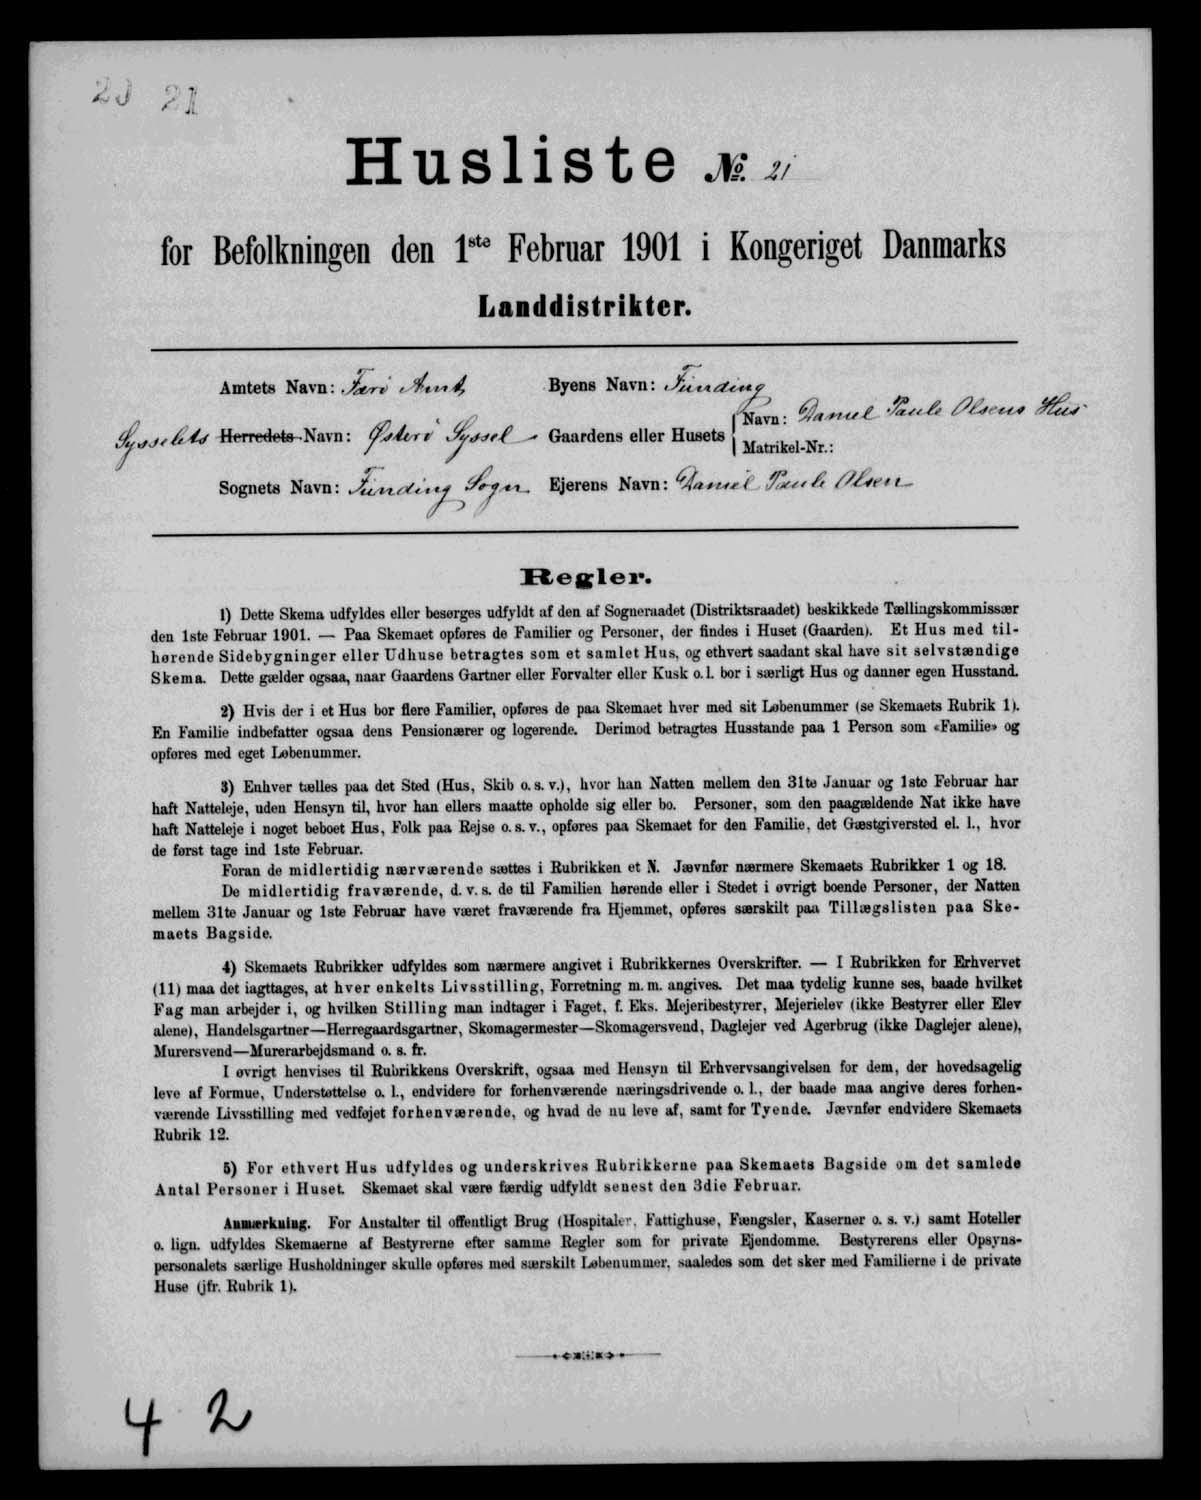 20 21
Husliste № 21
for Befolkningen den 1ste Februar 1901 i Kongeriget Danmarks
Landdistrikter.
Amtets Navn: Færö Amt Byens Navn: Funding
Sysselets Herredets Navn: Østerö Syssel Gaardens eller Husets Navn: Daniel Paule Olsens Hus
Matrikel-Nr.:
Sognets Navn: Funding Sogn Ejerens Navn: Daniel Paule Olsen
Regler.
1) Dette Skema udfyldes eller besørges udfyldt af den af Sogneraadet (Distriktsraadet) beskikkede Tællingskommissær
den 1ste Februar 1901. — Paa Skemaet opføres de Familier og Personer, der findes i Huset (Gaarden). Et Hus med til-
hørende Sidebygninger eller Udhuse betragtes som et samlet Hus, og ethvert saadant skal have sit selvstændige
Skema. Dette gælder ogsaa, naar Gaardens Gartner eller Forvalter eller Kusk o. l. bor i særligt Hus og danner egen Husstand.
2) Hvis der i et Hus bor flere Familier, opføres de paa Skemaet hver med sit Løbenummer (se Skemaets Rubrik 1).
En Familie indbefatter ogsaa dens Pensionærer og logerende. Derimod betragtes Husstande paa 1 Person som «Familie» og
opføres med eget Løbenummer.
3) Enhver tælles paa det Sted (Hus, Skib o. s. v.), hvor han Natten mellem den 31te Januar og 1ste Februar har
haft Natteleje, uden Hensyn til, hvor han ellers maatte opholde sig eller bo. Personer, som den paagældende Nat ikke have
haft Natteleje i noget beboet Hus, Folk paa Rejse o. s. v., opføres paa Skemaet for den Familie, det Gæstgiversted el. l., hvor
de først tage ind 1ste Februar.
Foran de midlertidig nærværende sættes i Rubrikken et N. Jævnfør nærmere Skemaets Rubrikker 1 og 18.
De midlertidig fraværende, d. v. s. de til Familien hørende eller i Stedet i øvrigt boende Personer, der Natten
mellem 31te Januar og 1ste Februar have været fraværende fra Hjemmet, opføres særskilt paa Tillægslisten paa Ske-
maets Bagside.
4) Skemaets Rubrikker udfyldes som nærmere angivet i Rubrikkernes Overskrifter. — I Rubrikken for Erhvervet
(11) maa det iagttages, at hver enkelts Livsstilling, Forretning m. m. angives. Det maa tydelig kunne ses, baade hvilket
Fag man arbejder i, og hvilken Stilling man indtager i Faget, f. Eks. Mejeribestyrer, Mejerielev (ikke Bestyrer eller Elev
alene), Handelsgartner—Herregaardsgartner, Skomagermester—Skomagersvend, Daglejer ved Agerbrug (ikke Daglejer alene),
Murersvend—Murerarbejdsmand o. s. fr.
I øvrigt henvises til Rubrikkens Overskrift, ogsaa med Hensyn til Erhvervsangivelsen for dem, der hovedsagelig
leve af Formue, Understøttelse o. l., endvidere for forhenværende næringsdrivende o. l., der baade maa angive deres forhen-
værende Livsstilling med vedføjet forhenværende, og hvad de nu leve af, samt for Tyende. Jævnfør endvidere Skemaets
Rubrik 12.
5) For ethvert Hus udfyldes og underskrives Rubrikkerne paa Skemaets Bagside om det samlede
Antal Personer i Huset. Skemaet skal være færdig udfyldt senest den 3die Februar.
Anmærkning. For Anstalter til offentligt Brug (Hospitaler, Fattighuse, Fængsler, Kaserner o. s. v.) samt Hoteller
o. lign. udfyldes Skemaerne af Bestyrerne efter samme Regler som for private Ejendomme. Bestyrerens eller Opsyns-
personalets særlige Husholdninger skulle opføres med særskilt Løbenummer, saaledes som det sker med Familierne i de private
Huse (jfr. Rubrik 1).
4 2